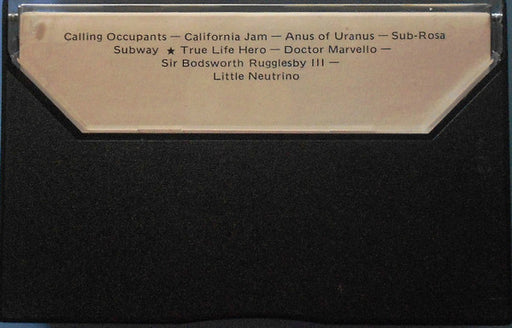 Calling Occupants — California Jam — Anus of Uranus — Sub-Rosa
Subway ★ True Life Hero — Doctor Marvello —
Sir Bodsworth Rugglesby III —
Little Neutrino